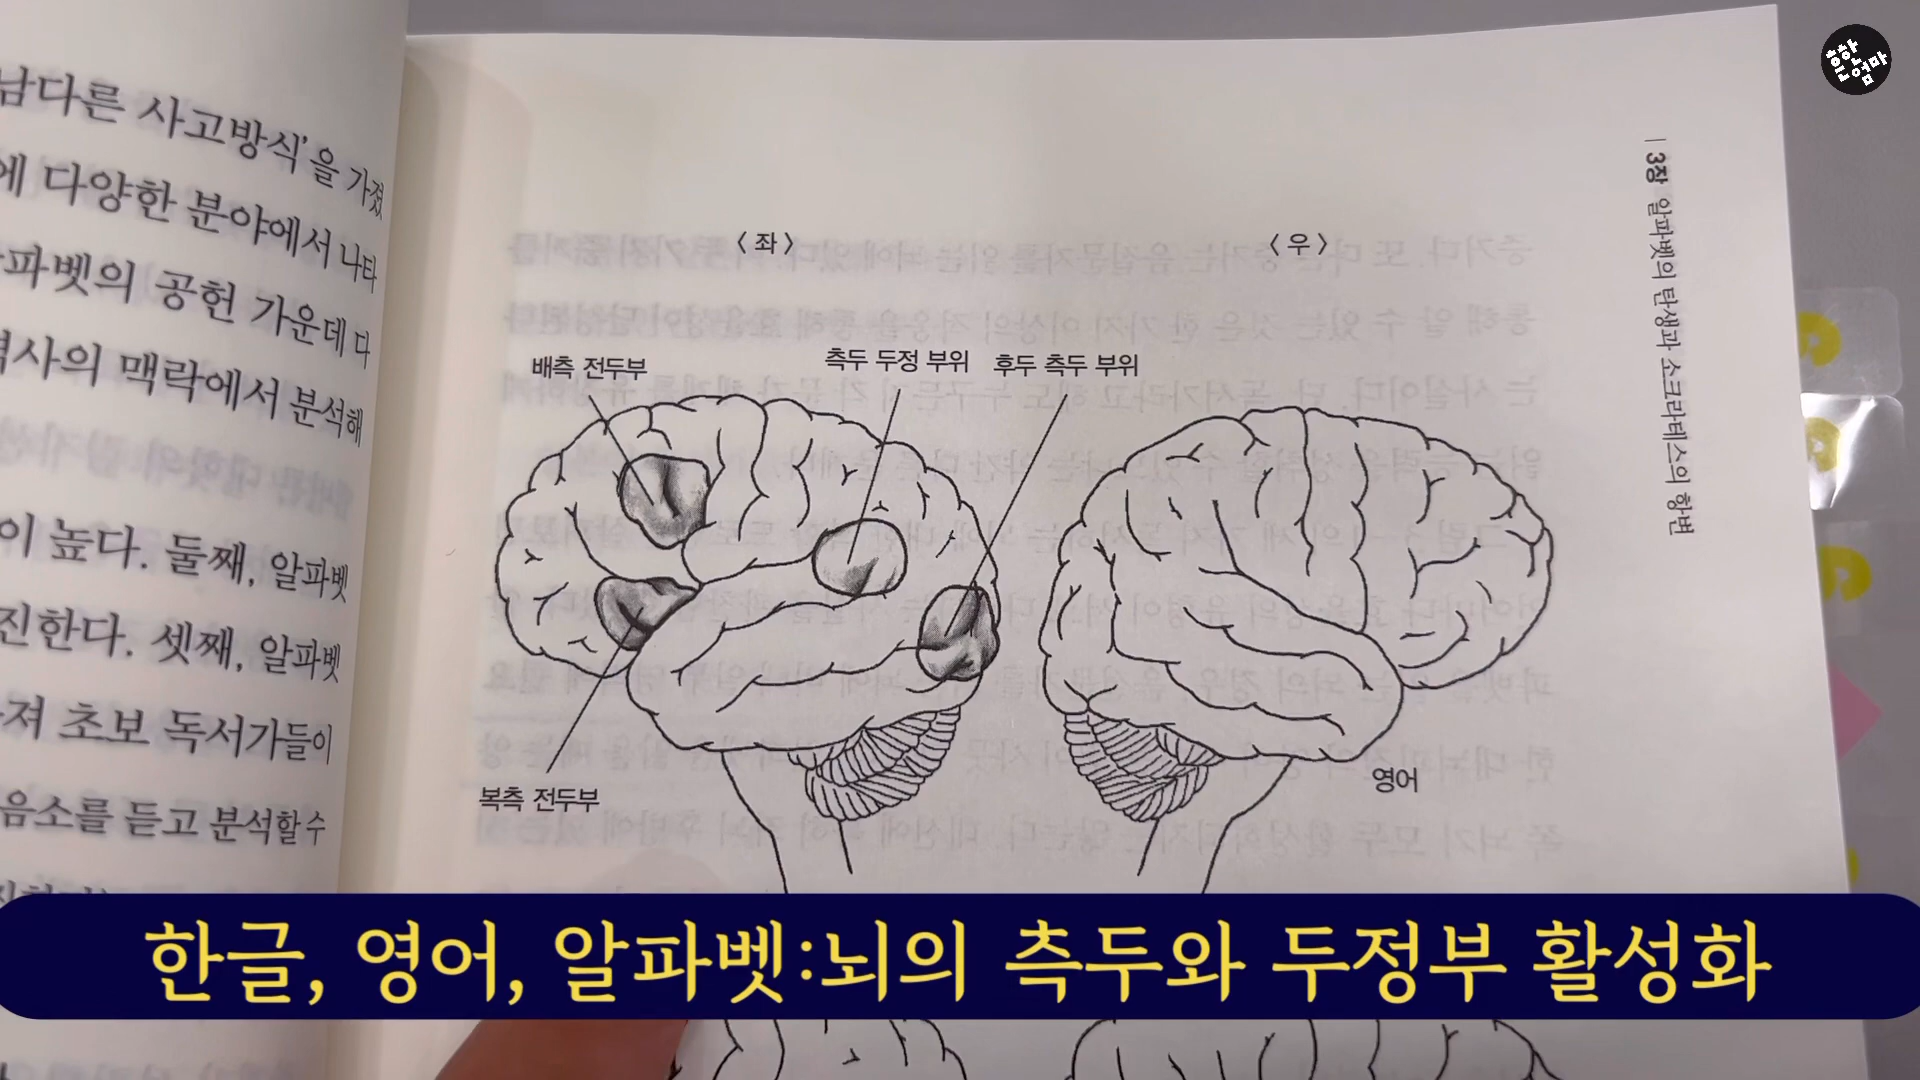 남다른 사고방식'을 가졌
에 다양한 분야에서 나타
파벳의 공헌 가운데 다
사의 맥락에서 분석해
이 높다. 둘째, 알파벳
진한다. 셋째, 알파벳
져 초보 독서가들이
음소를 듣고 분석할 수
〈 좌 〉
〈 우 〉
배측 전두부
측두 두정 부위
후두 측두 부위
복측 전두부
영어
| 3장 알파벳의 탄생과 소크라테스의 항변
흔한
엄마
한글, 영어, 알파벳:뇌의 측두와 두정부 활성화